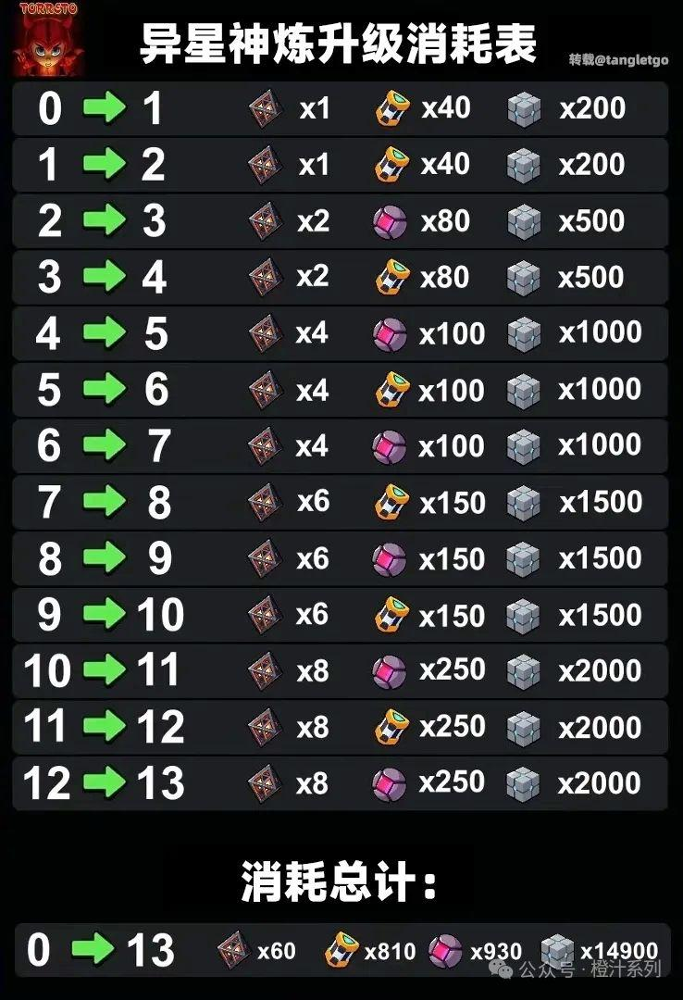 TORRSTO
异星神炼升级消耗表
转载@tangletgo
0 1 x1 x40 x200
1 2 x1 x40 x200
2 3 x2 x80 x500
3 4 x2 x80 x500
4 5 x4 x100 x1000
5 6 x4 x100 x1000
6 7 x4 x100 x1000
7 8 x6 x150 x1500
8 9 x6 x150 x1500
9 10 x6 x150 x1500
10 11 x8 x250 x2000
11 12 x8 x250 x2000
12 13 x8 x250 x2000
消耗总计：
0 13 x60 x810 x930 x14900
公众号·橙汁系列